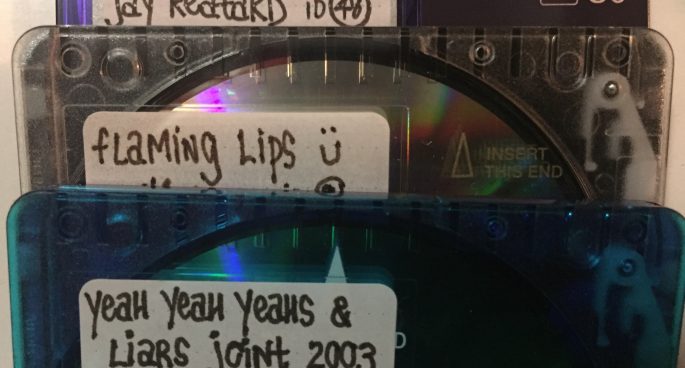 Jay Reatard
fLAMING LIPS ü
INSERT
THIS END
Yeah Yeah Yeahs &
LiARS joint 2003